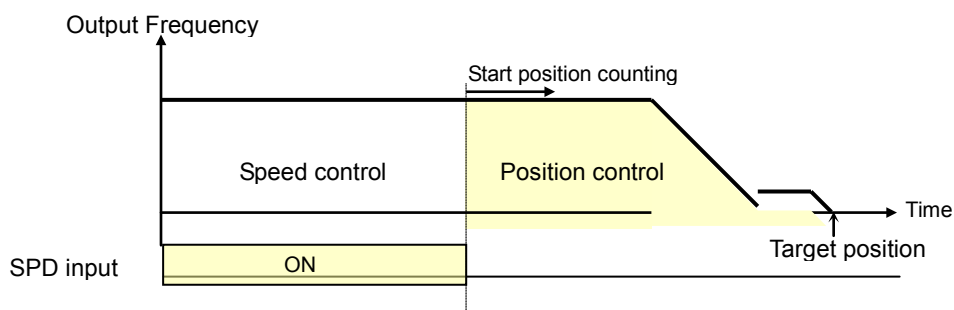 Output Frequency
Start position counting
Speed control
Position control
Time
Target position
SPD input
ON